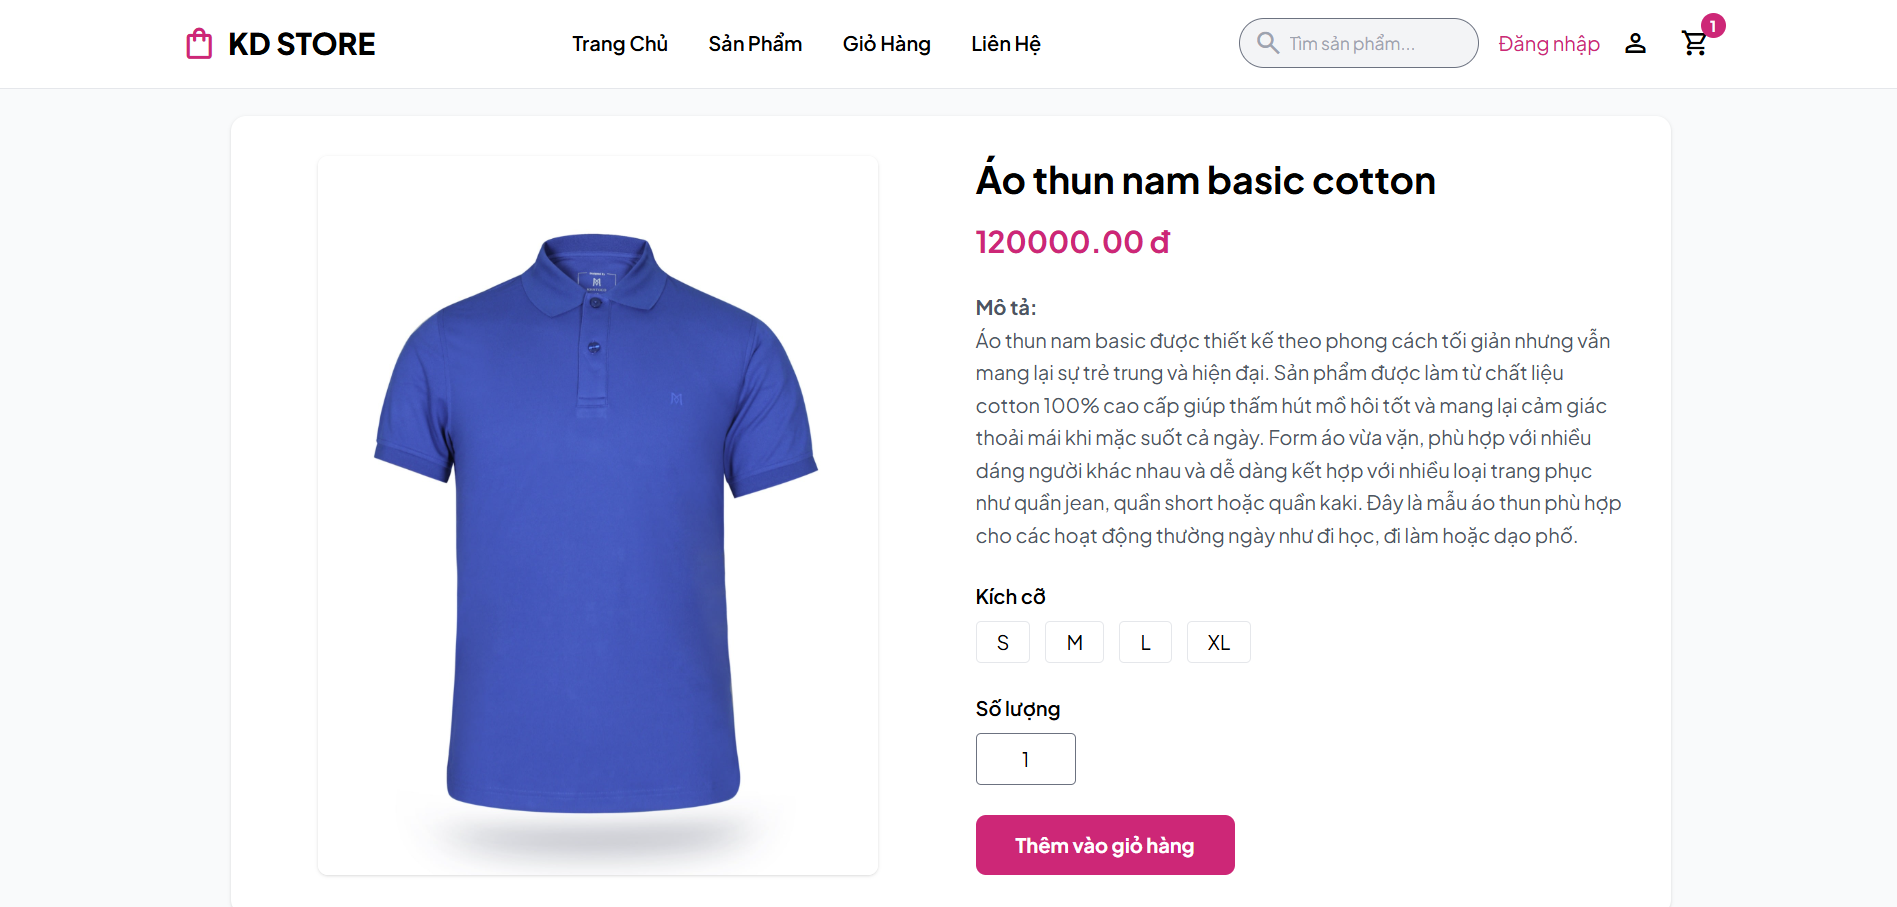 KD STORE
Trang Chủ
Sản Phẩm
Giỏ Hàng
Liên Hệ
Tìm sản phẩm...
Đăng nhập
1
Áo thun nam basic cotton
120000.00 đ
Mô tả:
Áo thun nam basic được thiết kế theo phong cách tối giản nhưng vẫn
mang lại sự trẻ trung và hiện đại. Sản phẩm được làm từ chất liệu
cotton 100% cao cấp giúp thấm hút mồ hôi tốt và mang lại cảm giác
thoải mái khi mặc suốt cả ngày. Form áo vừa vặn, phù hợp với nhiều
dáng người khác nhau và dễ dàng kết hợp với nhiều loại trang phục
như quần jean, quần short hoặc quần kaki. Đây là mẫu áo thun phù hợp
cho các hoạt động thường ngày như đi học, đi làm hoặc dạo phố.
Kích cỡ
S
M
L
XL
Số lượng
1
Thêm vào giỏ hàng